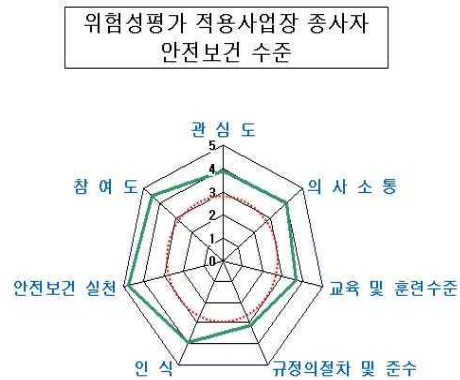 위험성평가 적용사업장 종사자
안전보건 수준
관 심 도
5
4
3
2
1
0
참 여 도
의 사 소 통
안전보건 실천
교육 및 훈련수준
인 식
규정의절차 및 준수